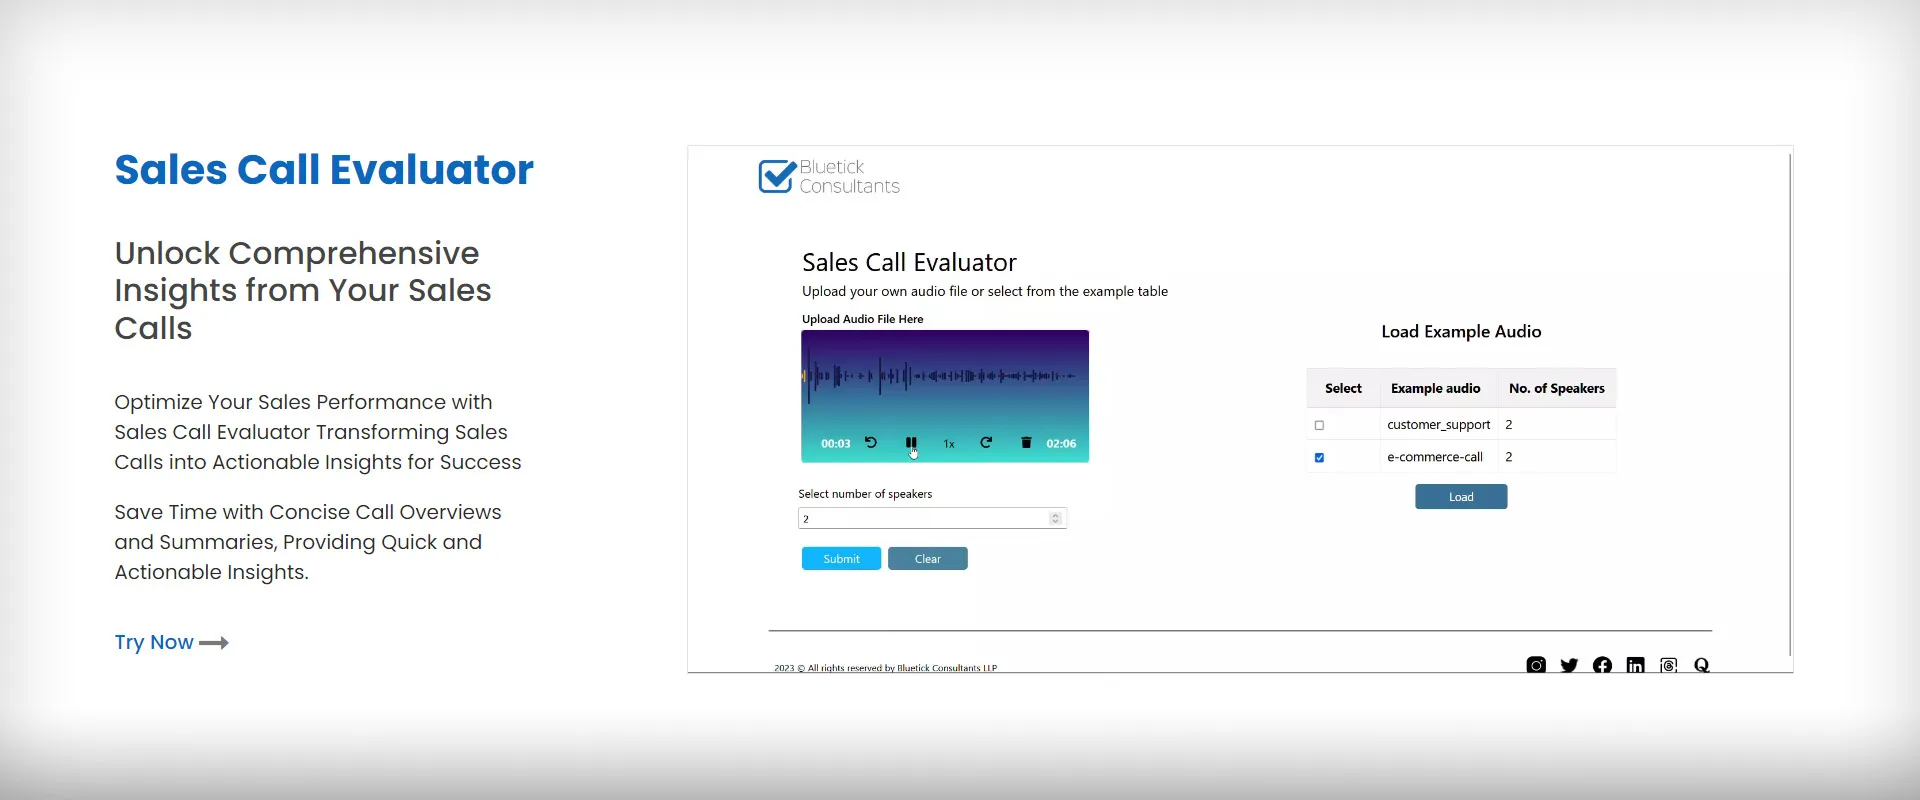 Sales Call Evaluator
Unlock Comprehensive
Insights from Your Sales
Calls
Optimize Your Sales Performance with
Sales Call Evaluator Transforming Sales
Calls into Actionable Insights for Success
Save Time with Concise Call Overviews
and Summaries, Providing Quick and
Actionable Insights.
Try Now
Bluetick
Consultants
Sales Call Evaluator
Upload your own audio file or select from the example table
Upload Audio File Here
00:03 1x 02:06
Select number of speakers
2
Submit Clear
Load Example Audio
Select Example audio No. of Speakers
customer_support 2
e-commerce-call 2
Load
2023 © All rights reserved by Bluetick Consultants LLP